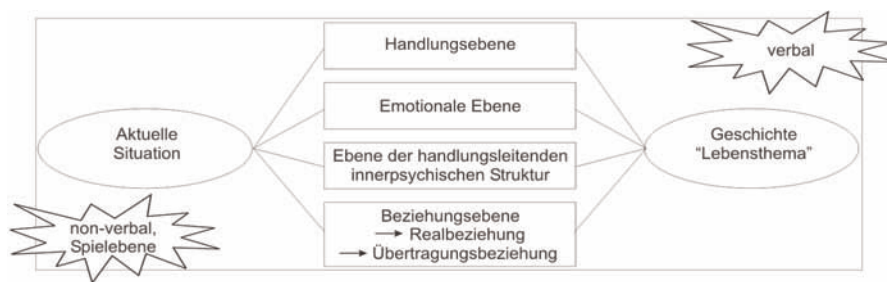 Handlungsebene
verbal
Emotionale Ebene
Aktuelle
Situation
Geschichte
"Lebensthema"
Ebene der handlungsleitenden
innerpsychischen Struktur
non-verbal,
Spielebene
Beziehungsebene
→ Realbeziehung
→ Übertragungsbeziehung